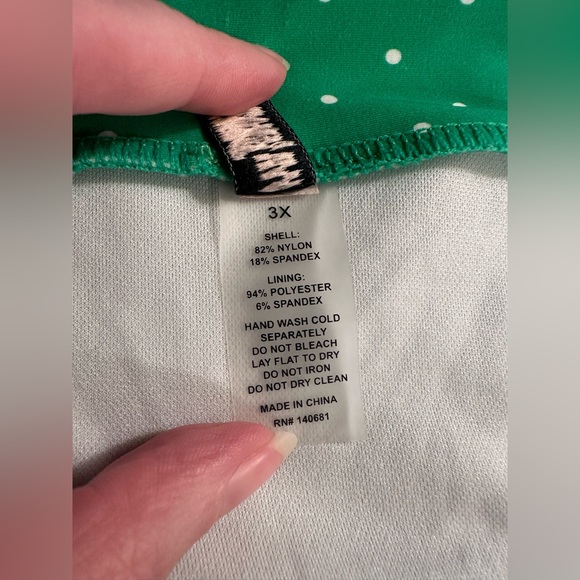 3X
SHELL:
82% NYLON
18% SPANDEX
LINING:
94% POLYESTER
6% SPANDEX
HAND WASH COLD
SEPARATELY
DO NOT BLEACH
LAY FLAT TO DRY
DO NOT IRON
DO NOT DRY CLEAN
MADE IN CHINA
RN# 140681